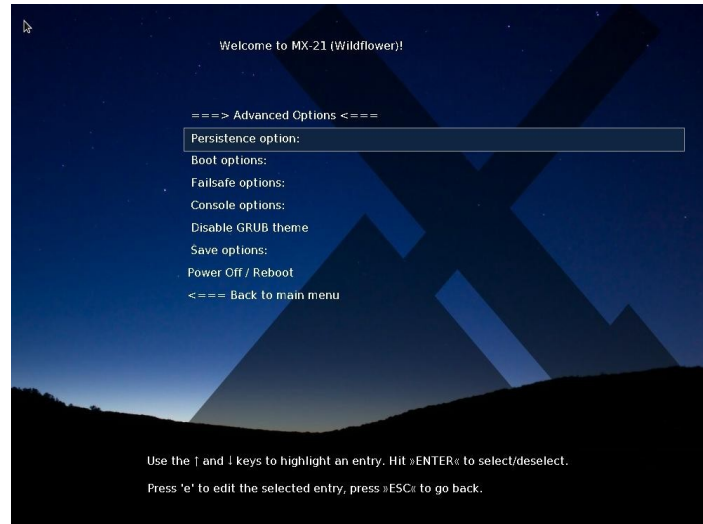 Welcome to MX-21 (Wildflower)!
===> Advanced Options <===
Persistence option:
Boot options:
Failsafe options:
Console options:
Disable GRUB theme
Save options:
Power Off / Reboot
<=== Back to main menu
Use the ↑ and ↓ keys to highlight an entry. Hit »ENTER« to select/deselect.
Press 'e' to edit the selected entry, press »ESC« to go back.